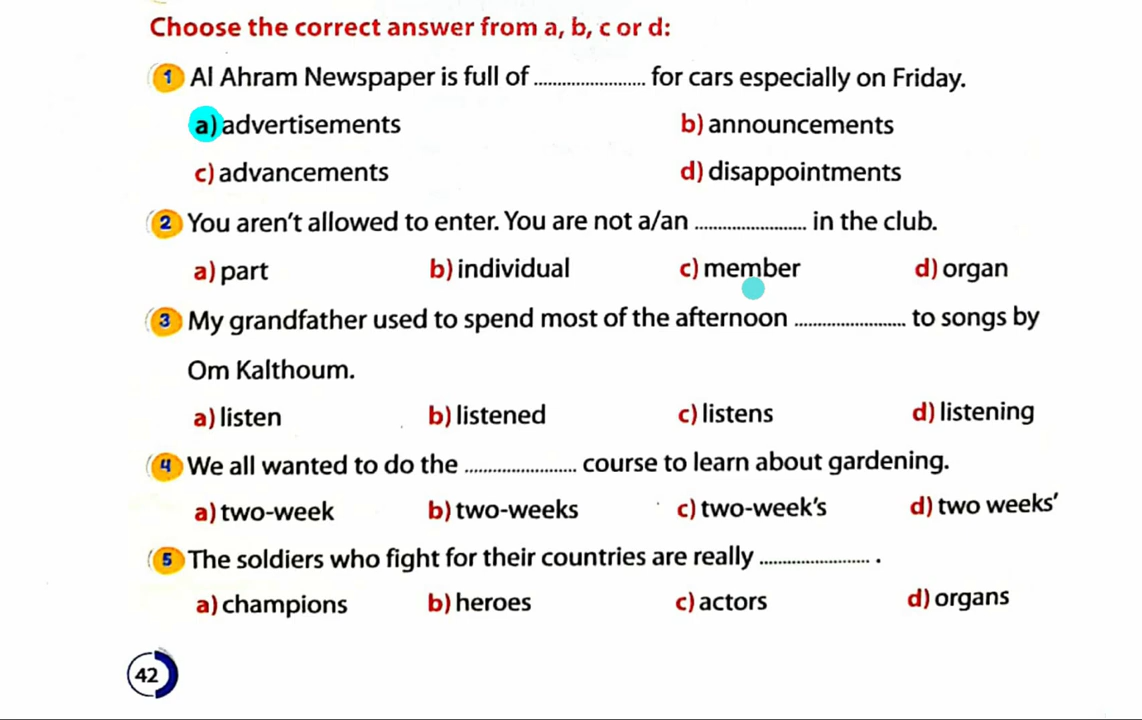 Choose the correct answer from a, b, c or d:
1 Al Ahram Newspaper is full of ........................ for cars especially on Friday.
a) advertisements b) announcements
c) advancements d) disappointments
2 You aren't allowed to enter. You are not a/an ........................ in the club.
a) part b) individual c) member d) organ
3 My grandfather used to spend most of the afternoon ........................ to songs by
Om Kalthoum.
a) listen b) listened c) listens d) listening
4 We all wanted to do the ........................ course to learn about gardening.
a) two-week b) two-weeks c) two-week's d) two weeks'
5 The soldiers who fight for their countries are really ........................ .
a) champions b) heroes c) actors d) organs
42